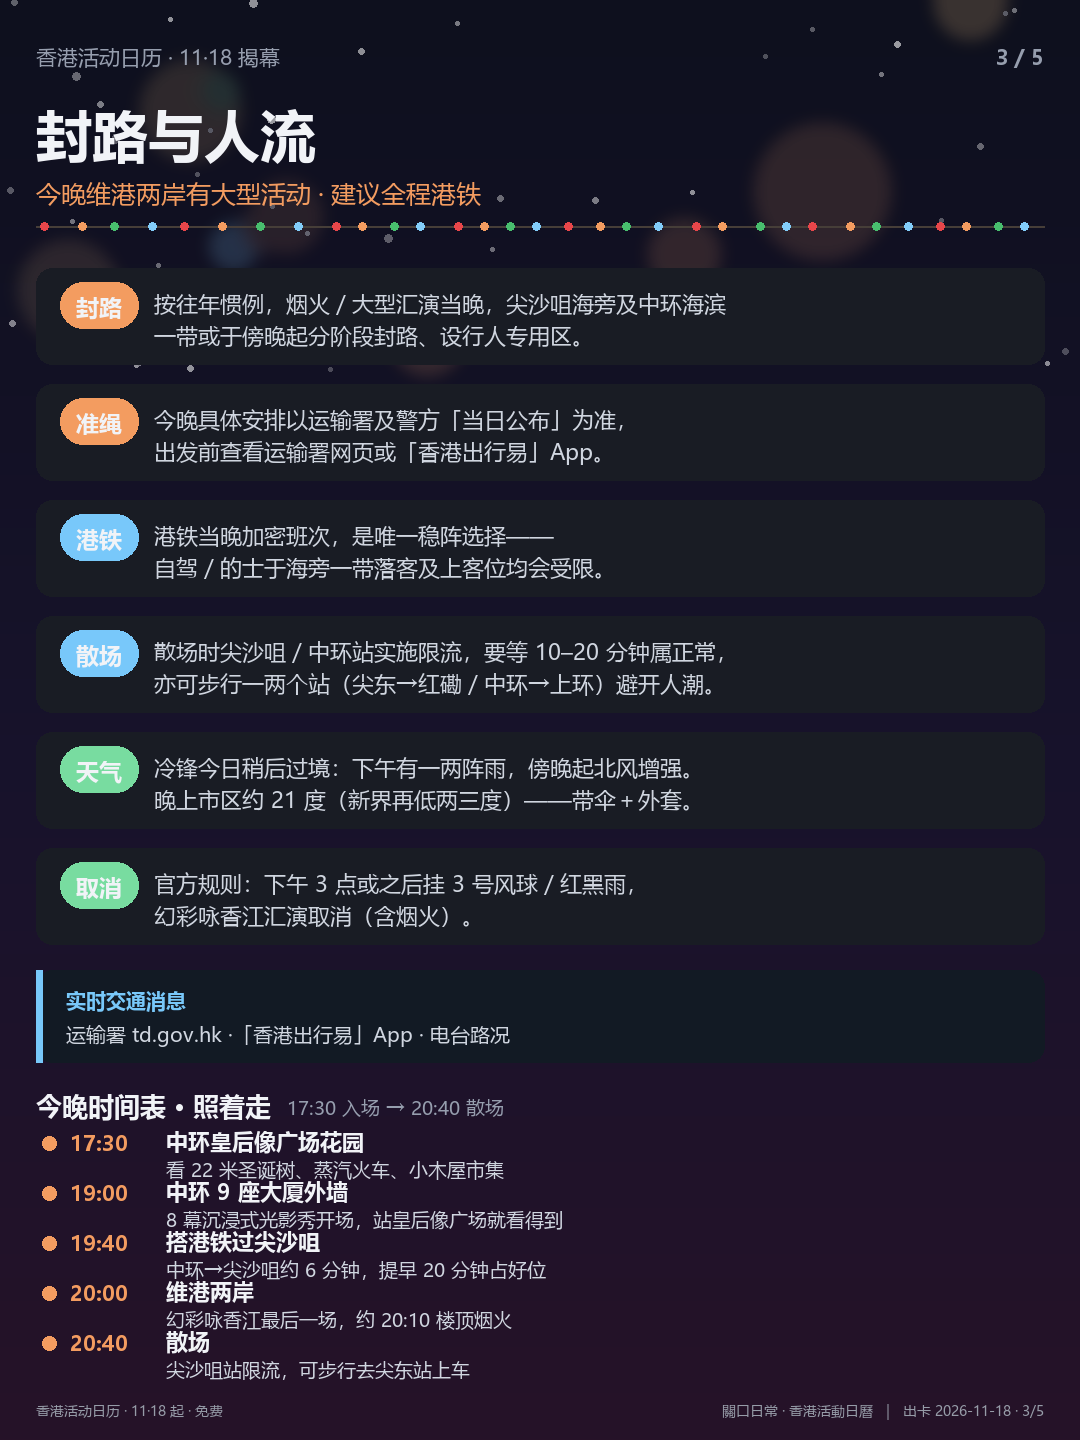 香港活动日历 · 11·18 揭幕
3 / 5
封路与人流
今晚维港两岸有大型活动 · 建议全程港铁
封路
按往年惯例，烟火 / 大型汇演当晚，尖沙咀海旁及中环海滨
一带或于傍晚起分阶段封路、设行人专用区。
准绳
今晚具体安排以运输署及警方「当日公布」为准，
出发前查看运输署网页或「香港出行易」App。
港铁
港铁当晚加密班次，是唯一稳阵选择——
自驾 / 的士于海旁一带落客及上客位均会受限。
散场
散场时尖沙咀 / 中环站实施限流，要等 10–20 分钟属正常，
亦可步行一两个站（尖东→红磡 / 中环→上环）避开人潮。
天气
冷锋今日稍后过境：下午有一两阵雨，傍晚起北风增强。
晚上市区约 21 度（新界再低两三度）——带伞＋外套。
取消
官方规则：下午 3 点或之后挂 3 号风球 / 红黑雨，
幻彩咏香江汇演取消（含烟火）。
实时交通消息
运输署 td.gov.hk ·「香港出行易」App · 电台路况
今晚时间表・照着走 17:30 入场 → 20:40 散场
17:30 中环皇后像广场花园
看 22 米圣诞树、蒸汽火车、小木屋市集
19:00 中环 9 座大厦外墙
8 幕沉浸式光影秀开场，站皇后像广场就看得到
19:40 搭港铁过尖沙咀
中环→尖沙咀约 6 分钟，提早 20 分钟占好位
20:00 维港两岸
幻彩咏香江最后一场，约 20:10 楼顶烟火
20:40 散场
尖沙咀站限流，可步行去尖东站上车
香港活动日历 · 11·18 起 · 免费
關口日常 · 香港活動日曆 ｜ 出卡 2026-11-18 · 3/5